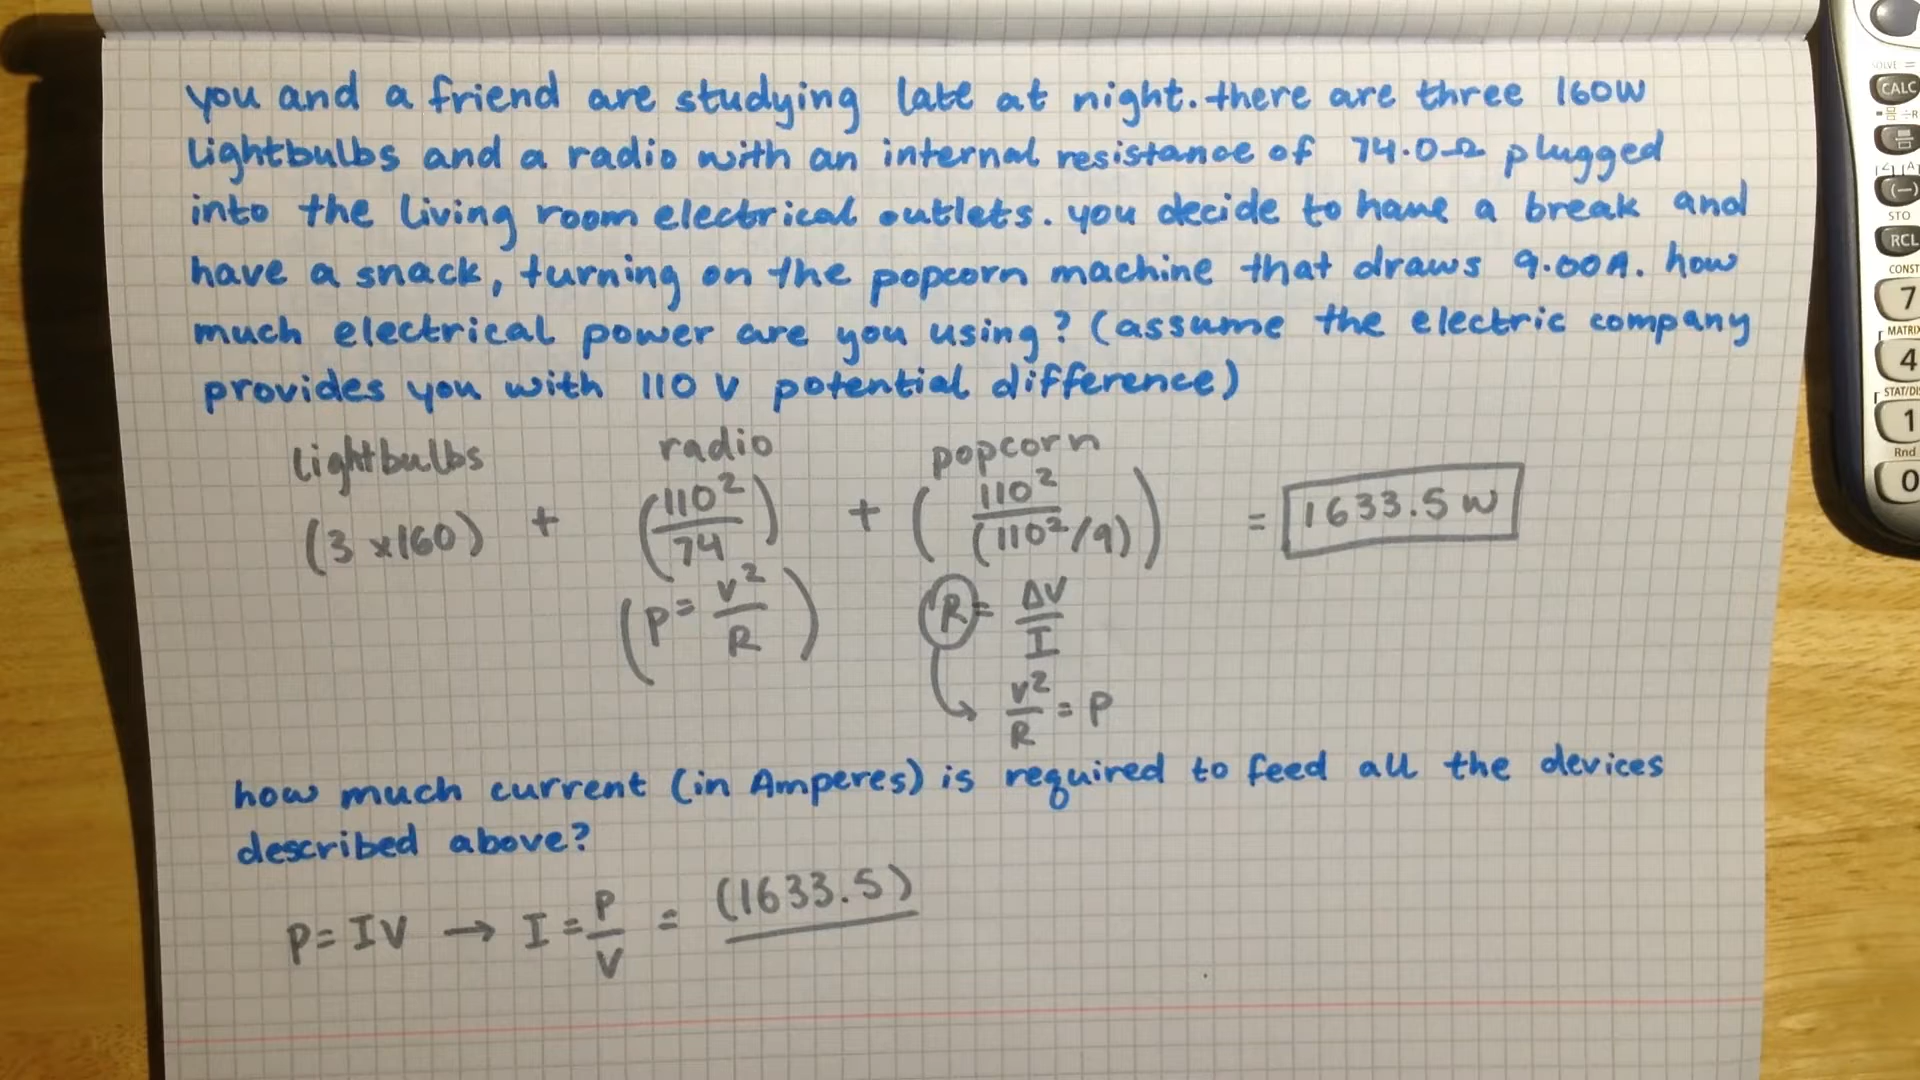 you and a friend are studying late at night. there are three 160W
lightbulbs and a radio with an internal resistance of 74.0Ω plugged
into the living room electrical outlets. you decide to have a break and
have a snack, turning on the popcorn machine that draws 9.00A. how
much electrical power are you using? (assume the electric company
provides you with 110 V potential difference)
lightbulbs radio popcorn
(3 x160) + (110²/74) + (110²/(110²/9)) = 1633.5 W
(P = V²/R) R = ΔV/I
V²/R = P
how much current (in Amperes) is required to feed all the devices
described above?
P = IV → I = P/V = (1633.5)
SOLVE =
CALC
(−)
STO
RCL
CONST
7
MATRIX
4
STAT/DI
1
Rnd
0